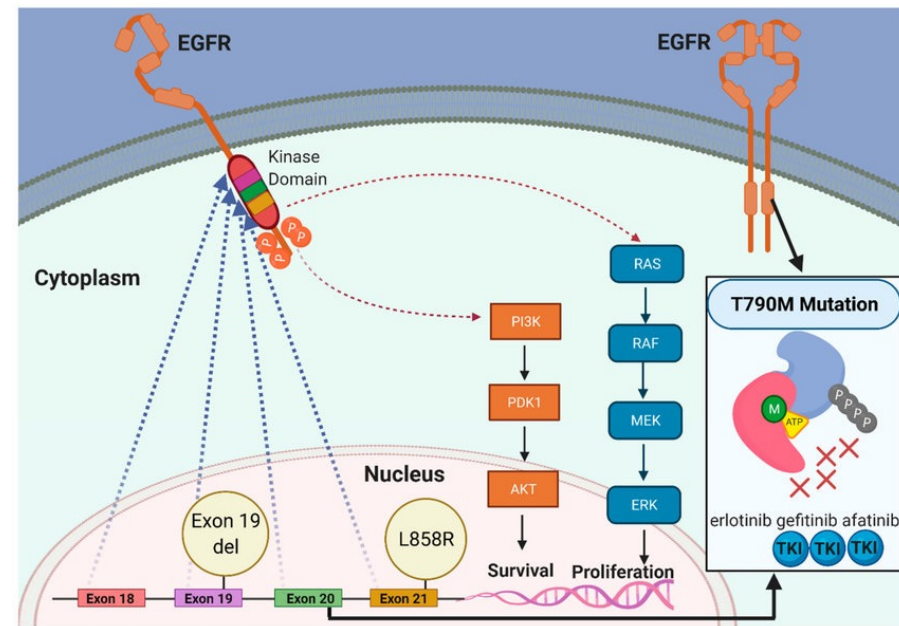 EGFR
EGFR
Kinase
Domain
P
P
P
P
Cytoplasm
RAS
T790M Mutation
PI3K
RAF
PDK1
MEK
M
ATP
P
P
P
P
Nucleus
AKT
ERK
Exon 19
del
L858R
erlotinib gefitinib afatinib
TKI
TKI
TKI
Survival
Proliferation
Exon 18
Exon 19
Exon 20
Exon 21